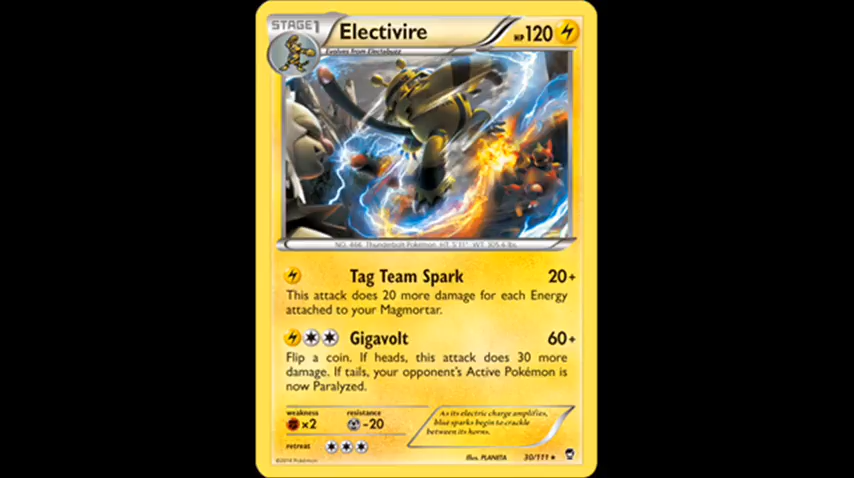 STAGE1
Electivire
HP120
Evolves from Electabuzz
NO. 466 Thunderbolt Pokémon HT: 5'11" WT: 305.6 lbs.
Tag Team Spark 20+
This attack does 20 more damage for each Energy
attached to your Magmortar.
Gigavolt 60+
Flip a coin. If heads, this attack does 30 more
damage. If tails, your opponent's Active Pokémon is
now Paralyzed.
weakness
×2
resistance
-20
As its electric charge amplifies,
blue sparks begin to crackle
between its horns.
retreat
©2014 Pokémon
Illus. PLANETA
30/111